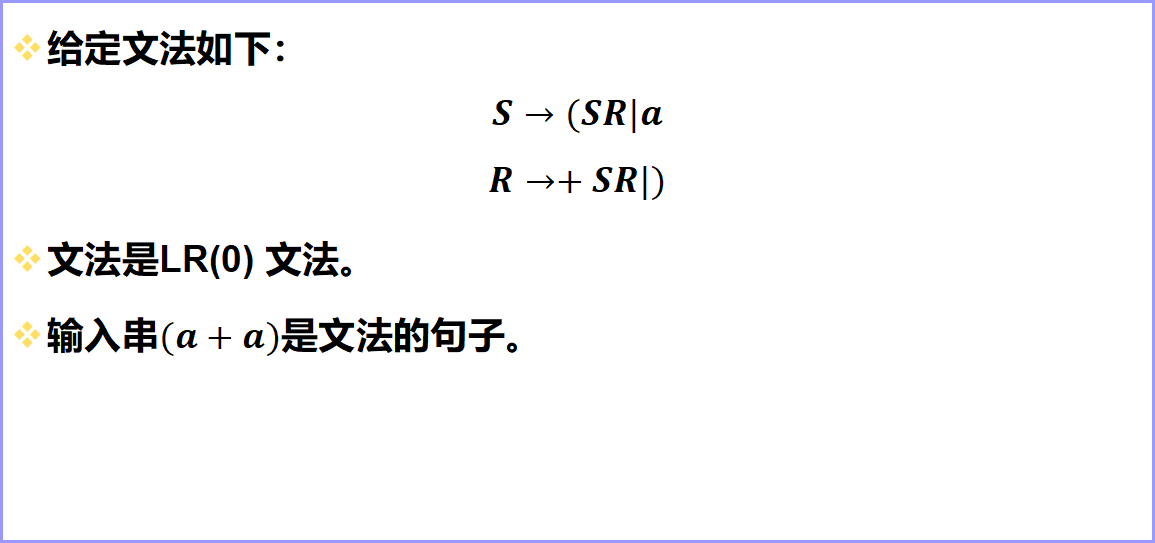 给定文法如下：
S → (SR|a
R →+ SR|)
文法是LR(0) 文法。
输入串(a + a)是文法的句子。